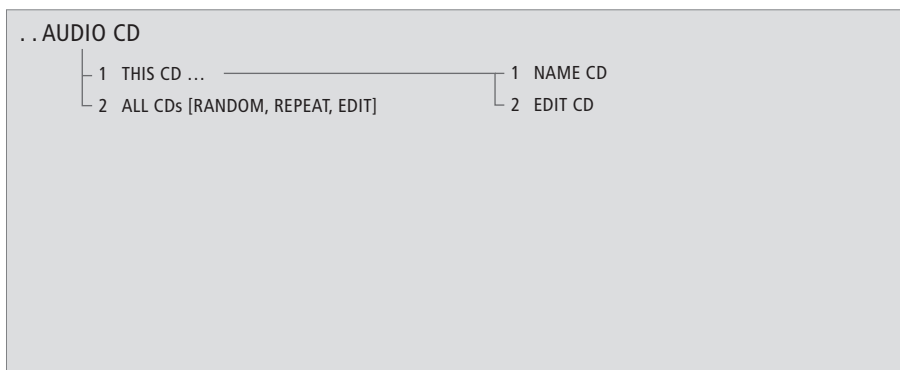 . . AUDIO CD
1 THIS CD … 1 NAME CD
2 ALL CDs [RANDOM, REPEAT, EDIT] 2 EDIT CD